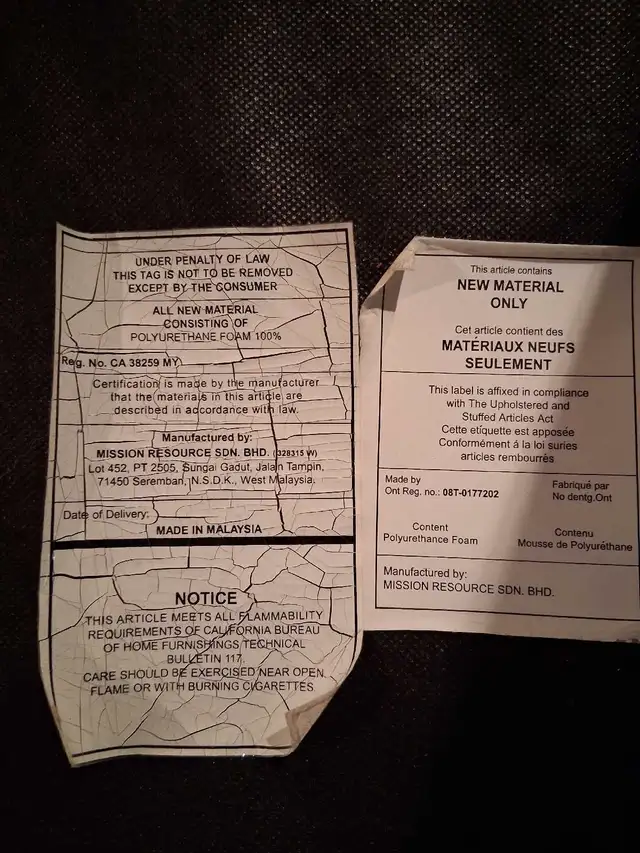 UNDER PENALTY OF LAW
THIS TAG IS NOT TO BE REMOVED
EXCEPT BY THE CONSUMER
ALL NEW MATERIAL
CONSISTING OF
POLYURETHANE FOAM 100%
Reg. No. CA 38259 MY
Certification is made by the manufacturer
that the materials in this article are
described in accordance with law.
Manufactured by:
MISSION RESOURCE SDN. BHD. (328315 W)
Lot 452, PT 2505, Sungai Gadut, Jalan Tampin,
71450 Seremban, N.S.D.K., West Malaysia.
Date of Delivery:
MADE IN MALAYSIA
NOTICE
THIS ARTICLE MEETS ALL FLAMMABILITY
REQUIREMENTS OF CALIFORNIA BUREAU
OF HOME FURNISHINGS TECHNICAL
BULLETIN 117.
CARE SHOULD BE EXERCISED NEAR OPEN
FLAME OR WITH BURNING CIGARETTES
This article contains
NEW MATERIAL
ONLY
Cet article contient des
MATÉRIAUX NEUFS
SEULEMENT
This label is affixed in compliance
with The Upholstered and
Stuffed Articles Act
Cette etiquette est apposée
Conformément á la loi suries
articles rembourrés
Made by
Ont Reg. no.: 08T-0177202
Fabriqué par
No dentg.Ont
Content
Polyurethance Foam
Contenu
Mousse de Polyuréthane
Manufactured by:
MISSION RESOURCE SDN. BHD.